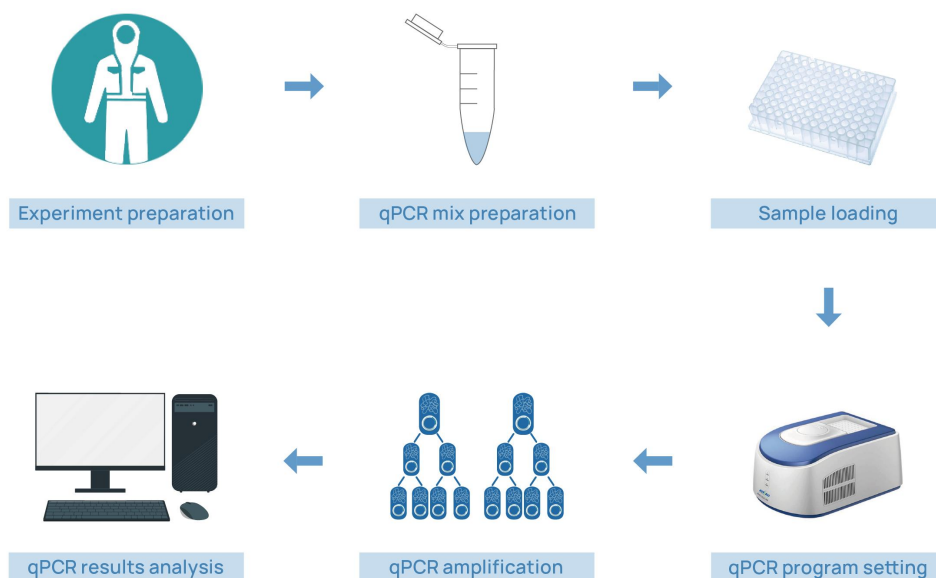 Experiment preparation
qPCR mix preparation
Sample loading
qPCR program setting
qPCR amplification
qPCR results analysis